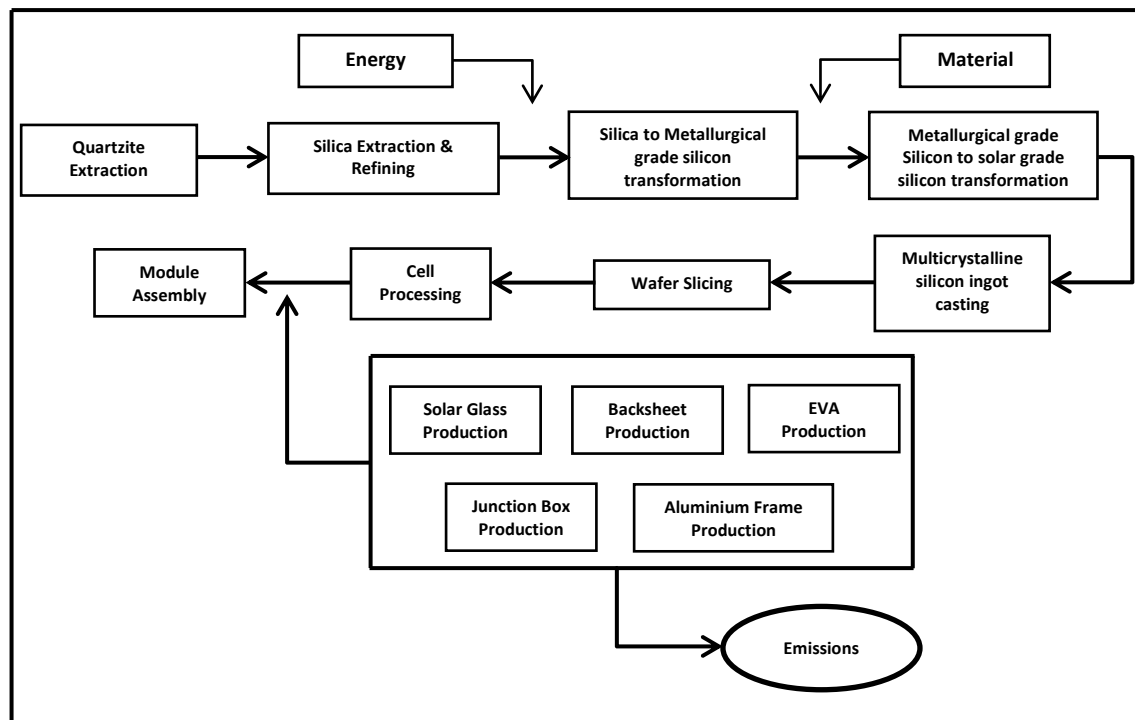 Energy
Material
Quartzite
Extraction
Silica Extraction &
Refining
Silica to Metallurgical
grade silicon
transformation
Metallurgical grade
Silicon to solar grade
silicon transformation
Module
Assembly
Cell
Processing
Wafer Slicing
Multicrystalline
silicon ingot
casting
Solar Glass
Production
Backsheet
Production
EVA
Production
Junction Box
Production
Aluminium Frame
Production
Emissions